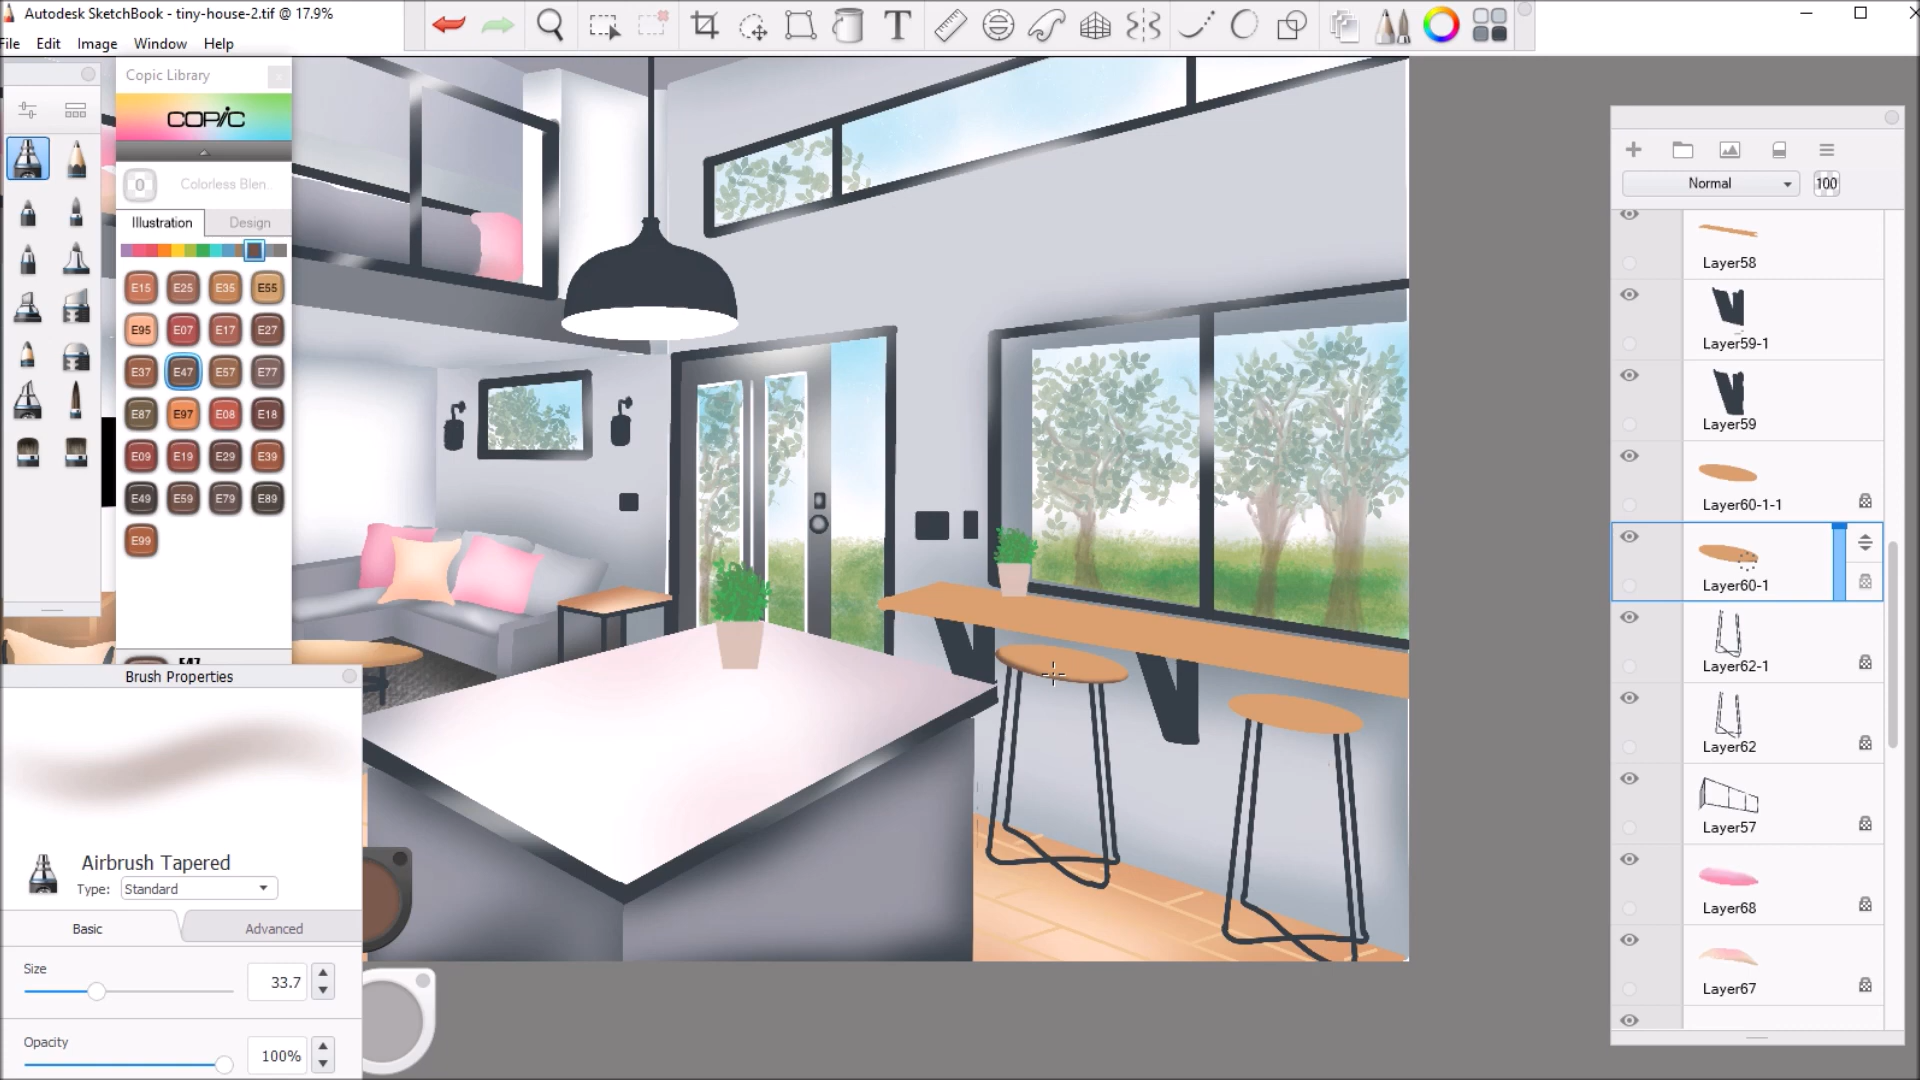 Autodesk SketchBook - tiny-house-2.tif @ 17.9%
File Edit Image Window Help
Copic Library
COPIC
0 Colorless Blen..
Illustration Design
E15 E25 E35 E55
E95 E07 E17 E27
E37 E47 E57 E77
E87 E97 E08 E18
E09 E19 E29 E39
E49 E59 E79 E89
E99
E47
Brush Properties
Airbrush Tapered
Type: Standard
Basic Advanced
Size
33.7
Opacity
100%
T
Normal 100
Layer58
Layer59-1
Layer59
Layer60-1-1
Layer60-1
Layer62-1
Layer62
Layer57
Layer68
Layer67